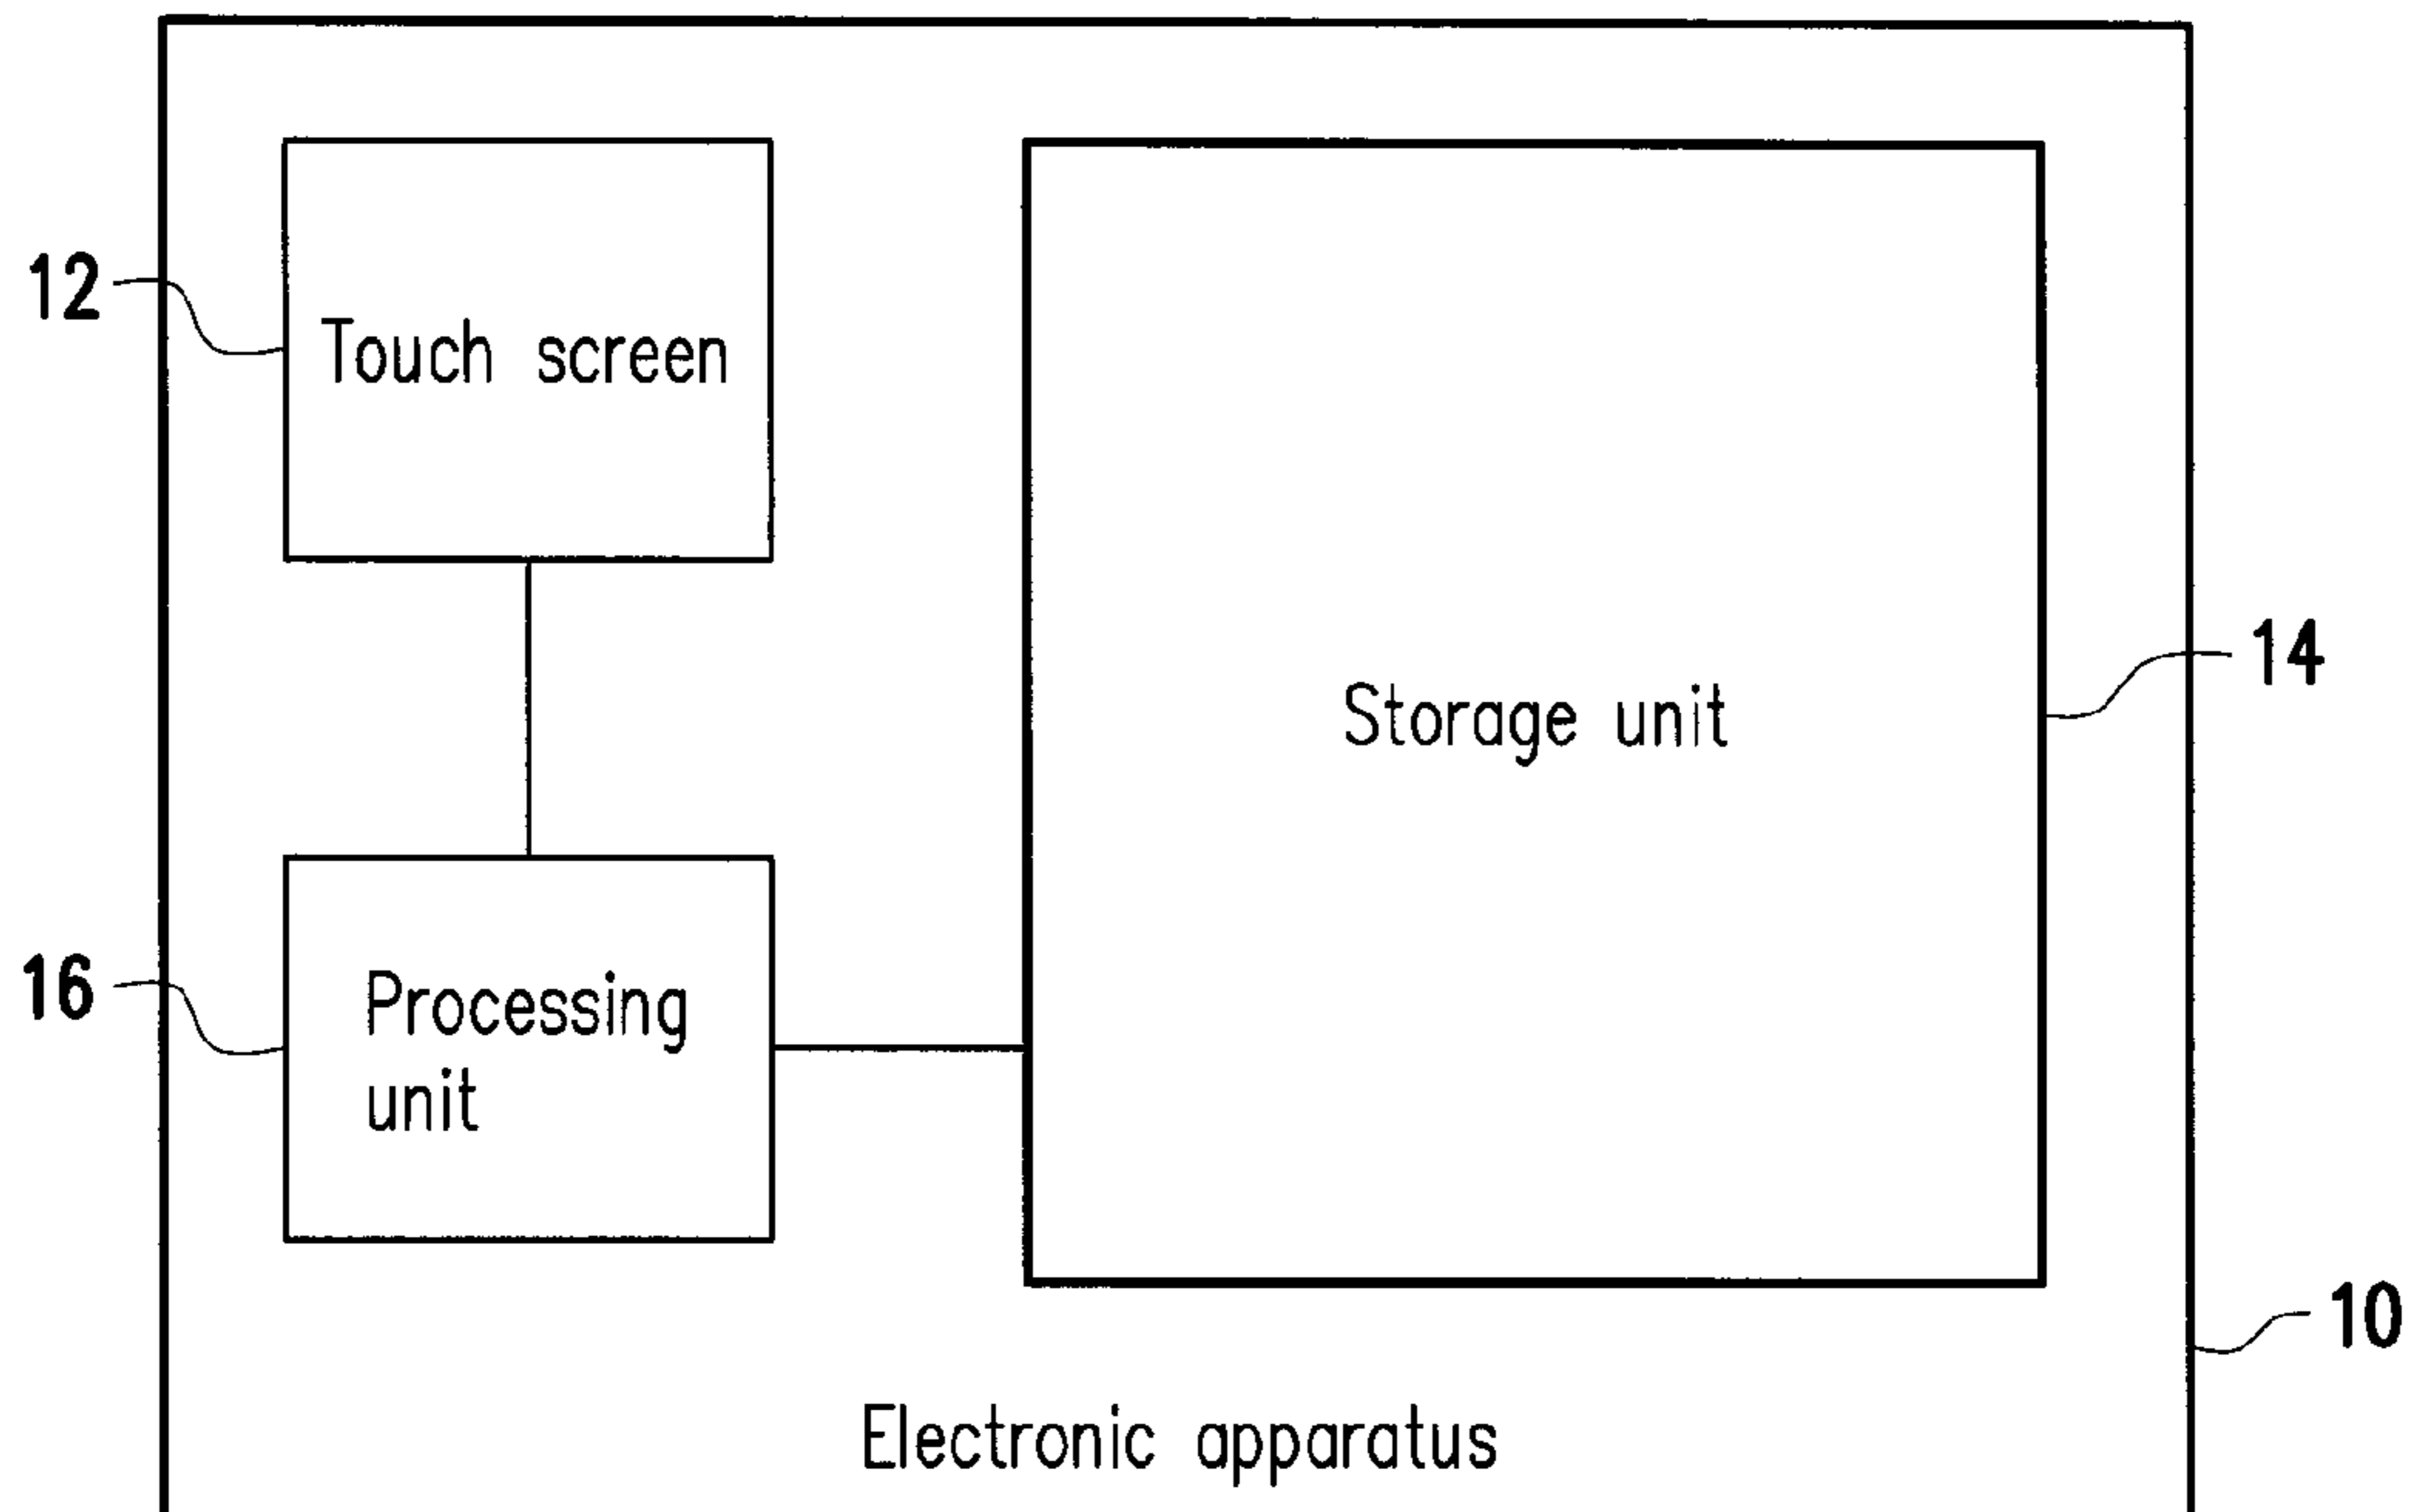 12
Touch screen
14
Storage unit
16
Processing
unit
10
Electronic apparatus